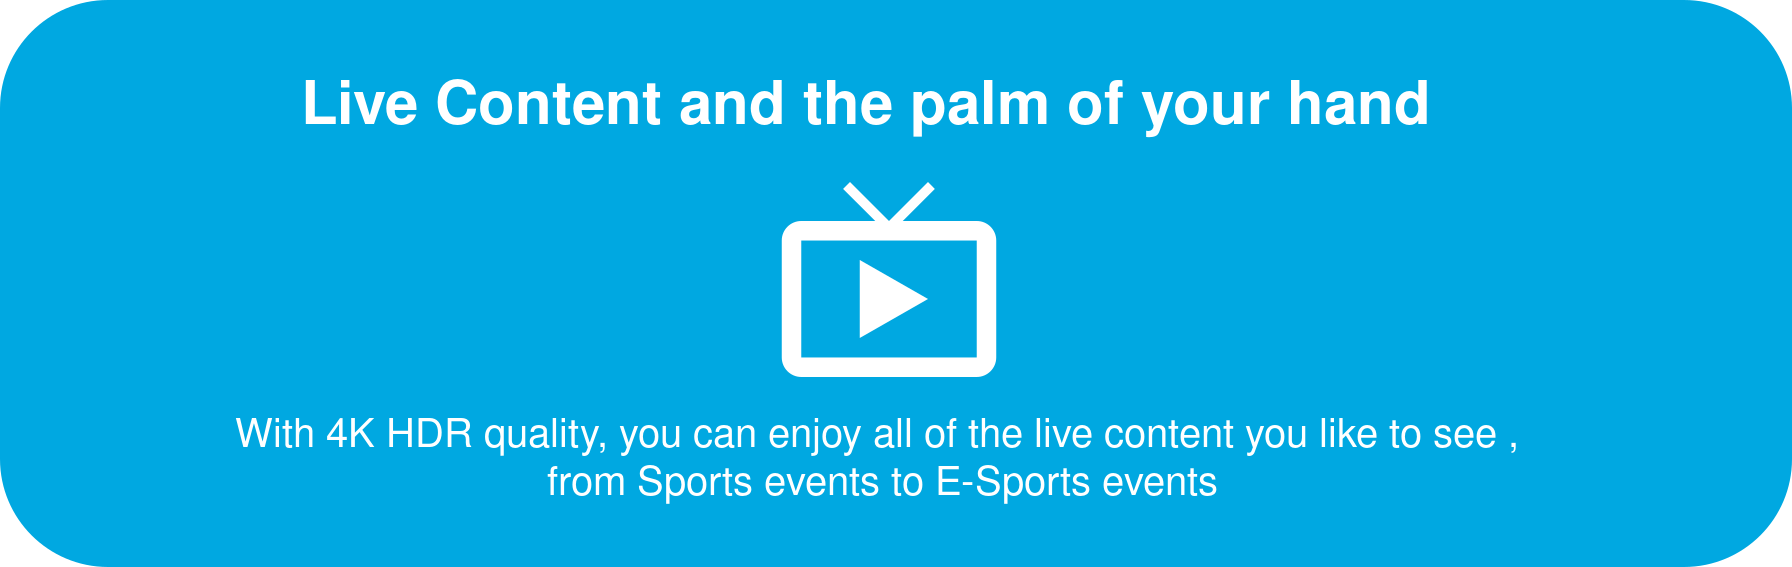 Live Content and the palm of your hand
With 4K HDR quality, you can enjoy all of the live content you like to see ,
from Sports events to E-Sports events